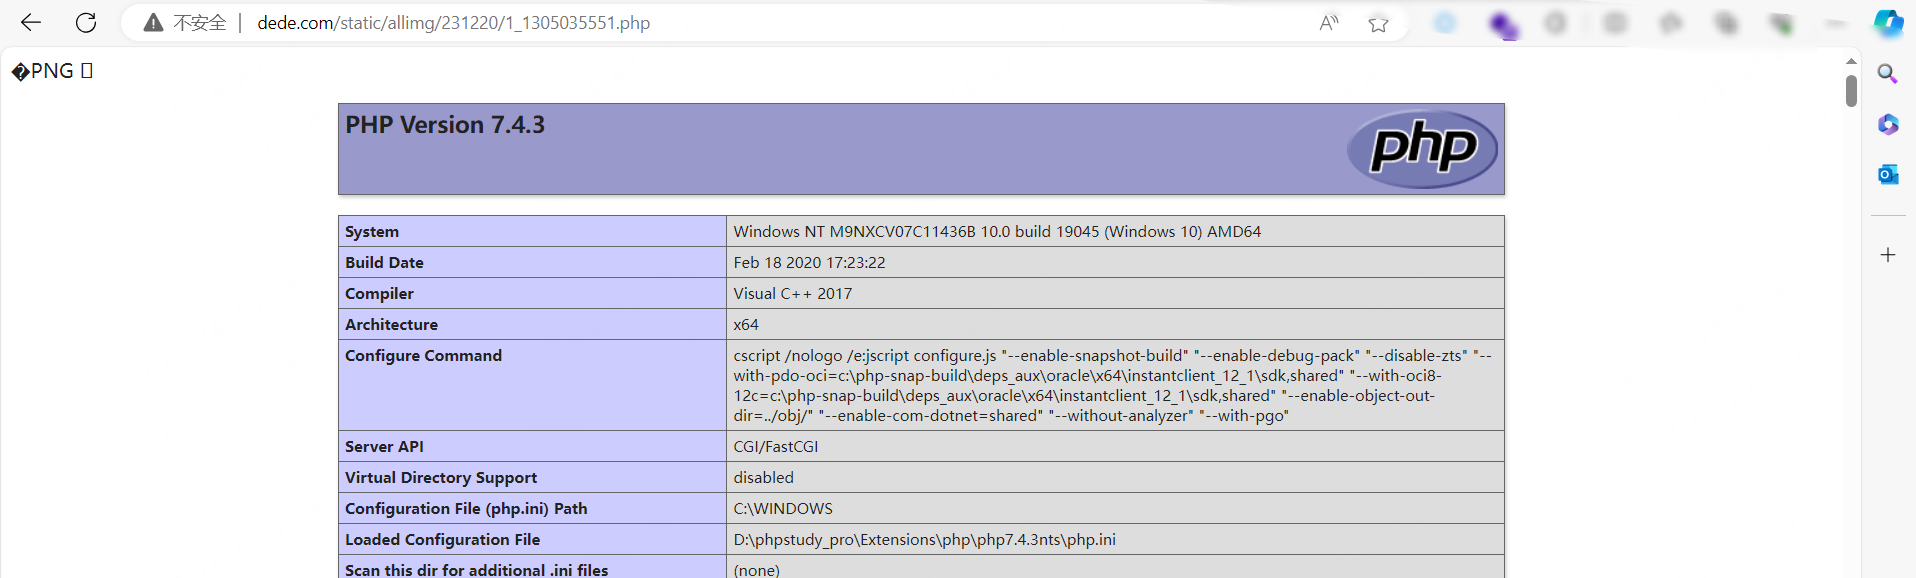 不安全 | dede.com/static/allimg/231220/1_1305035551.php
�PNG
PHP Version 7.4.3
php
System Windows NT M9NXCV07C11436B 10.0 build 19045 (Windows 10) AMD64
Build Date Feb 18 2020 17:23:22
Compiler Visual C++ 2017
Architecture x64
Configure Command cscript /nologo /e:jscript configure.js "--enable-snapshot-build" "--enable-debug-pack" "--disable-zts" "--
with-pdo-oci=c:\php-snap-build\deps_aux\oracle\x64\instantclient_12_1\sdk,shared" "--with-oci8-
12c=c:\php-snap-build\deps_aux\oracle\x64\instantclient_12_1\sdk,shared" "--enable-object-out-
dir=../obj/" "--enable-com-dotnet=shared" "--without-analyzer" "--with-pgo"
Server API CGI/FastCGI
Virtual Directory Support disabled
Configuration File (php.ini) Path C:\WINDOWS
Loaded Configuration File D:\phpstudy_pro\Extensions\php\php7.4.3nts\php.ini
Scan this dir for additional .ini files (none)